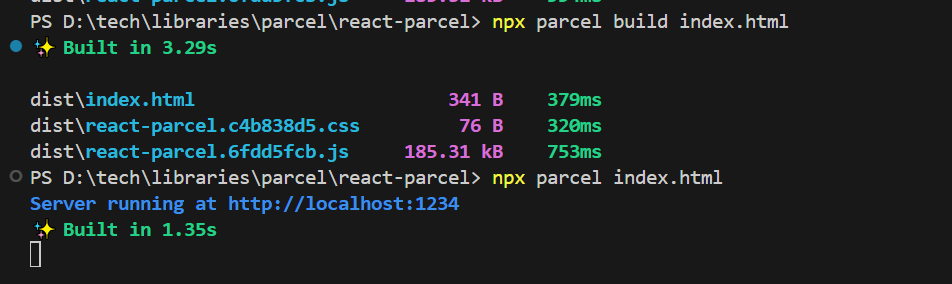 PS D:\tech\libraries\parcel\react-parcel> npx parcel build index.html
✨ Built in 3.29s
dist\index.html 341 B 379ms
dist\react-parcel.c4b838d5.css 76 B 320ms
dist\react-parcel.6fdd5fcb.js 185.31 kB 753ms
PS D:\tech\libraries\parcel\react-parcel> npx parcel index.html
Server running at http://localhost:1234
✨ Built in 1.35s